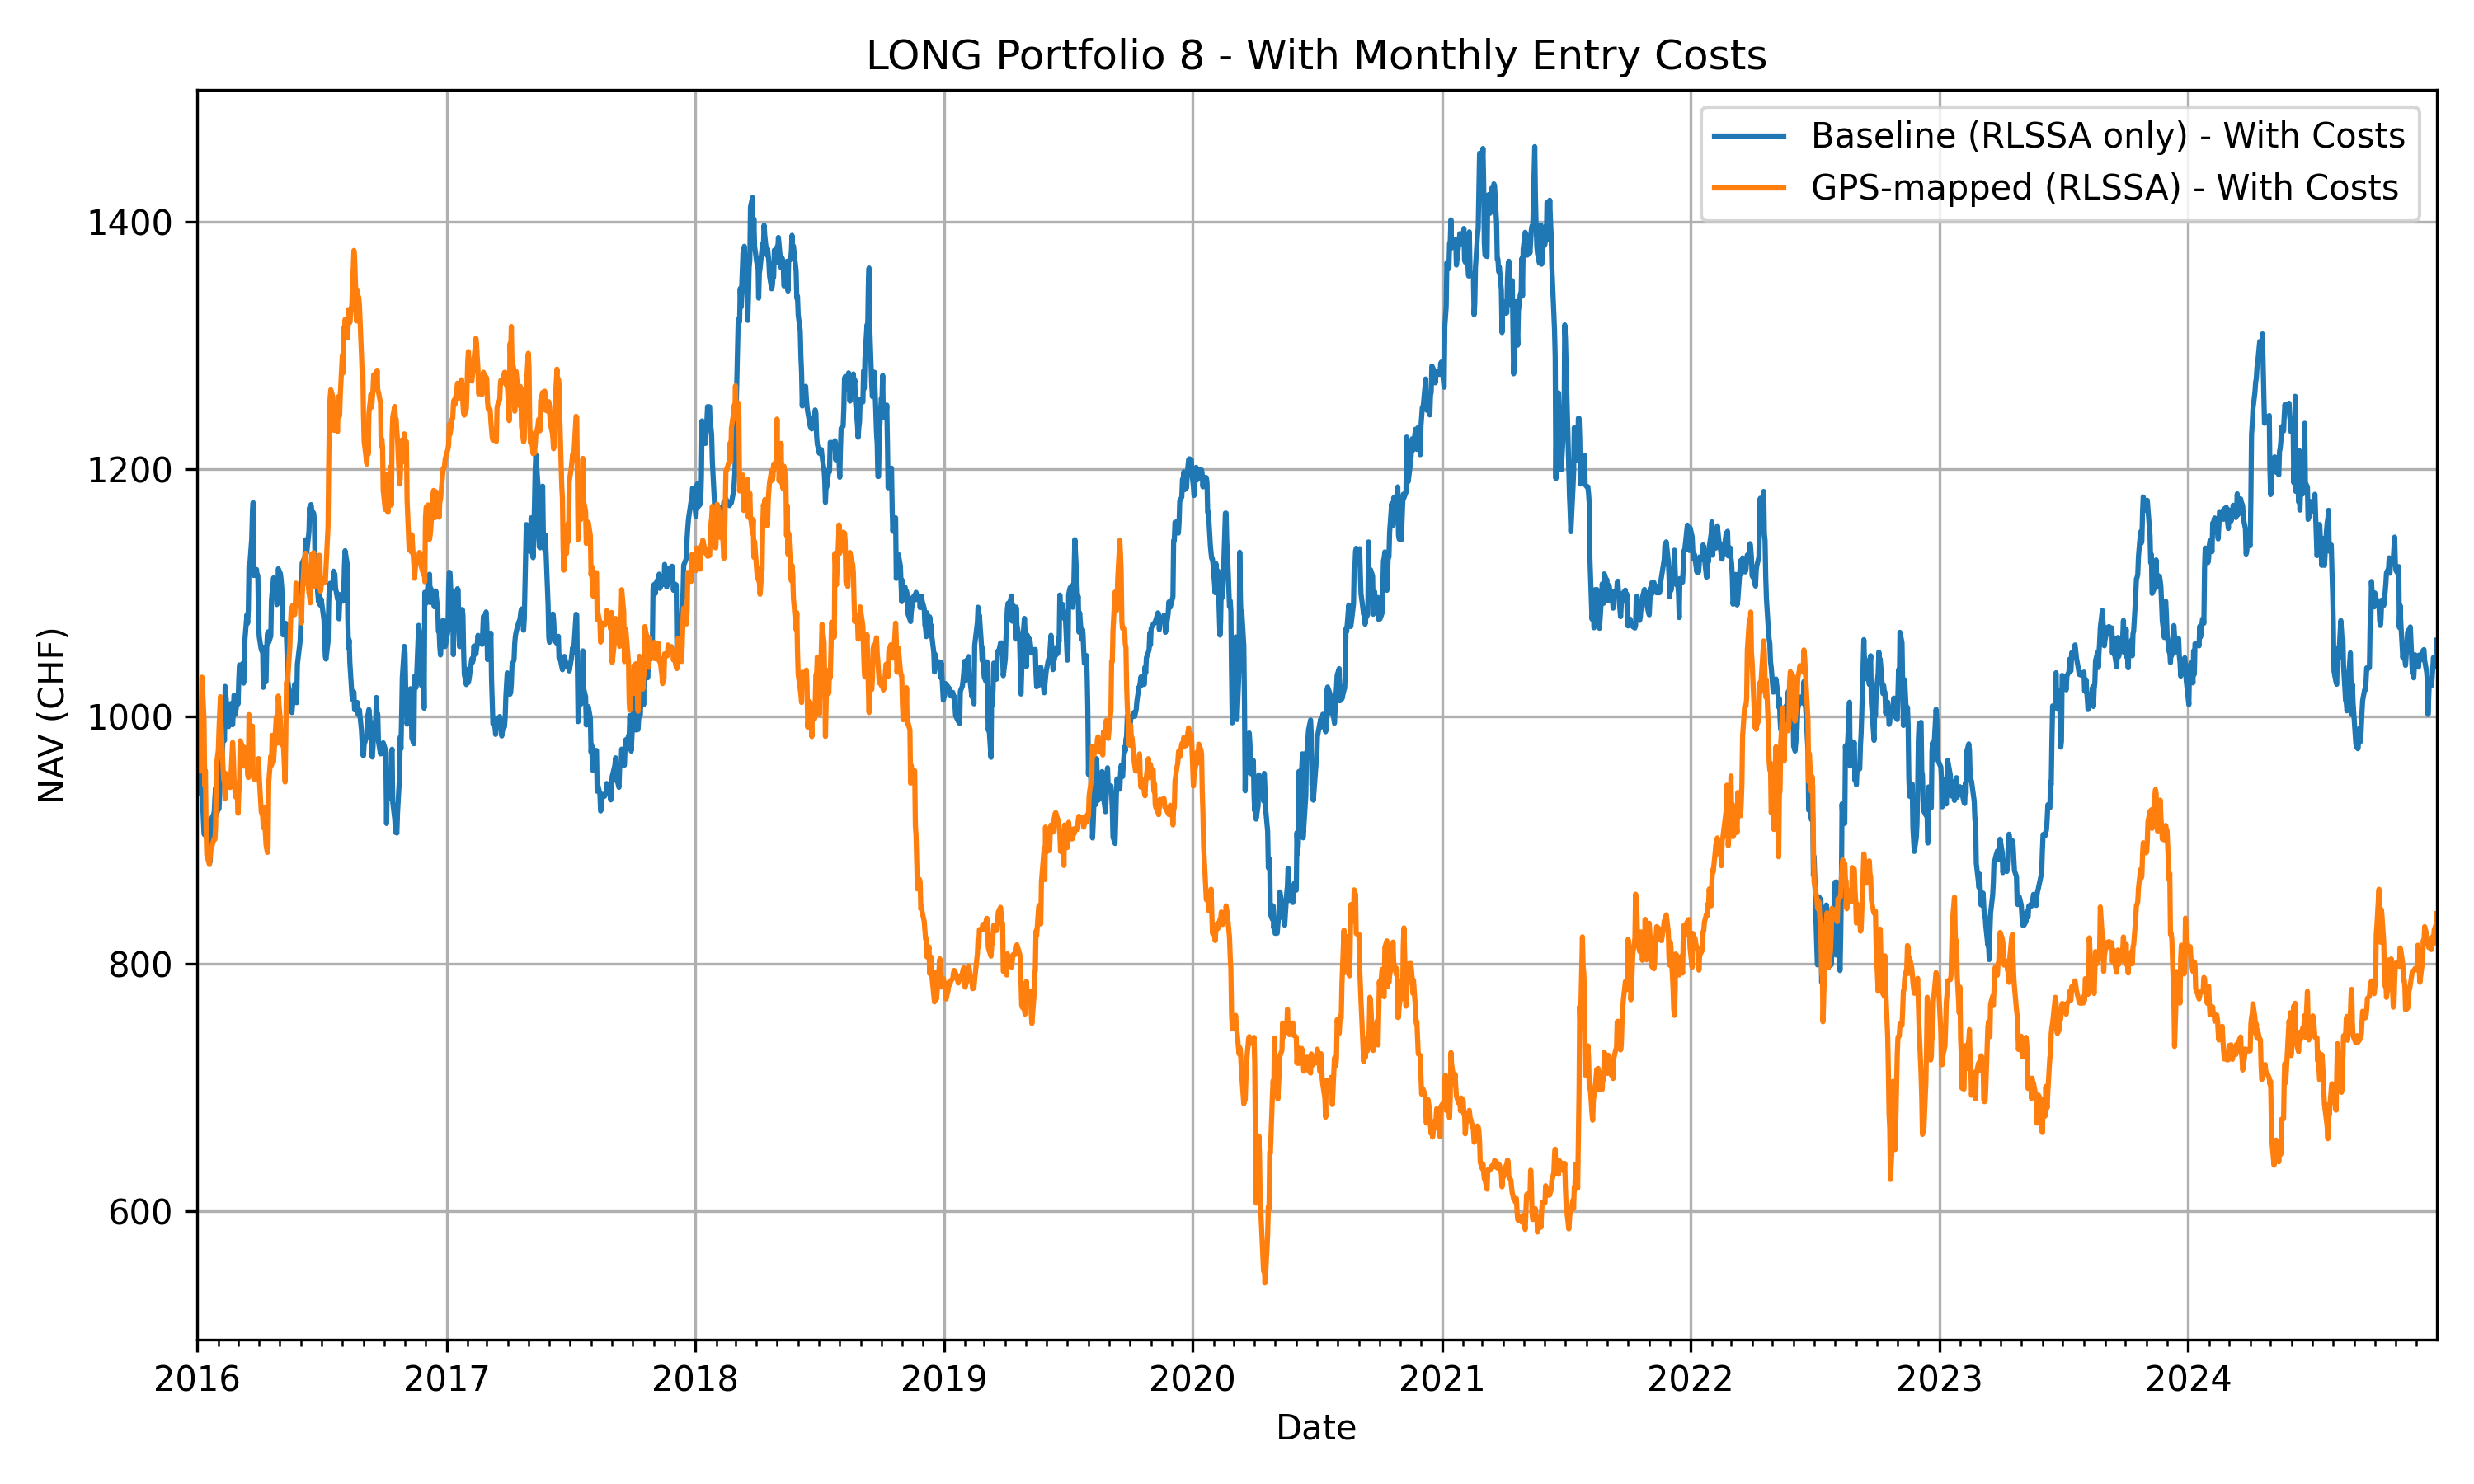 LONG Portfolio 8 - With Monthly Entry Costs
Baseline (RLSSA only) - With Costs
GPS-mapped (RLSSA) - With Costs
NAV (CHF)
1400
1200
1000
800
600
2016 2017 2018 2019 2020 2021 2022 2023 2024
Date